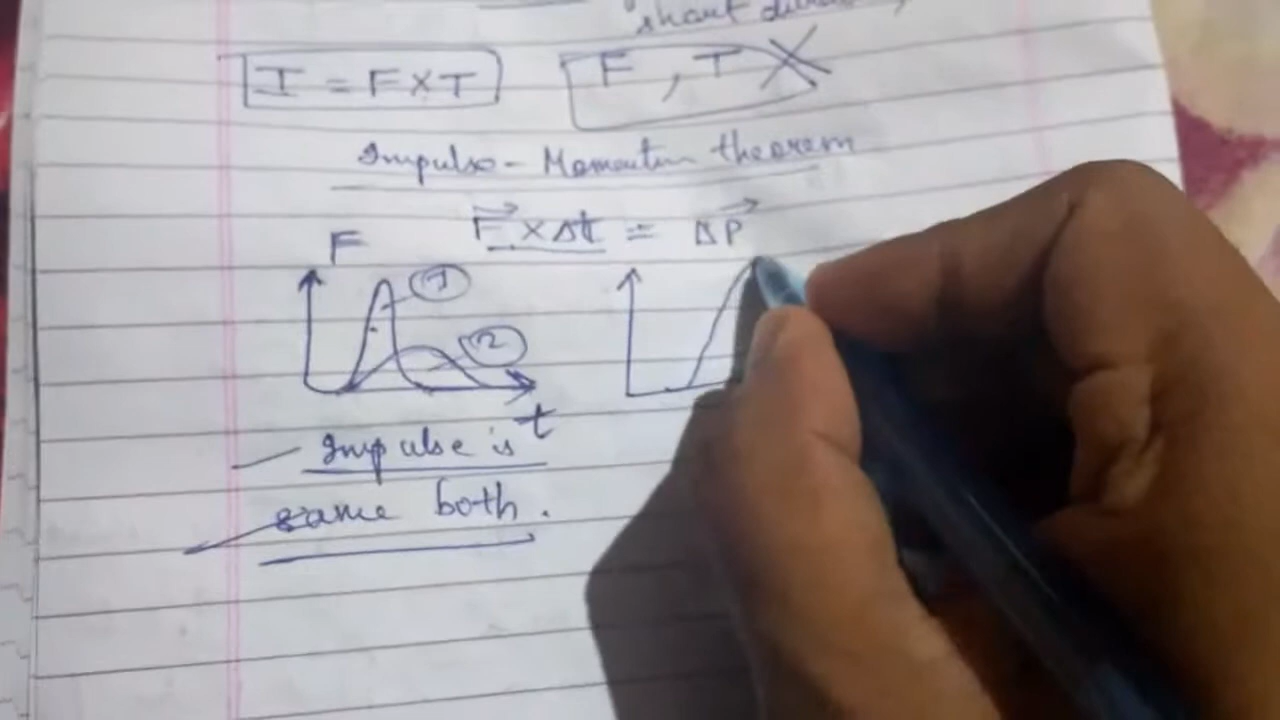 I = F X T
F , T X
Impulse - Momentum theorem
F X Δt = ΔP
F
1
2
t
Impulse is
same both.